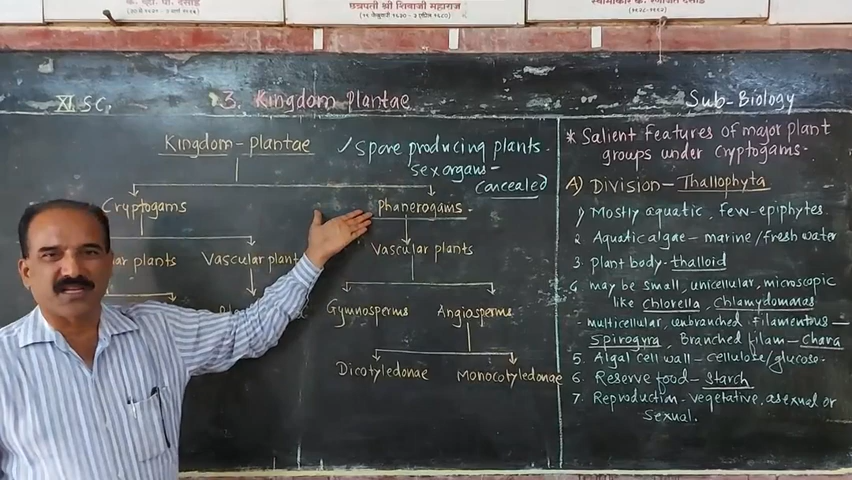 छत्रपती श्री शिवाजी महाराज
XI. SC.
3. Kingdom Plantae
Sub-Biology
Kingdom-plantae
✓ Spore producing plants.
sex organs-
concealed
Cryptogams
Phanerogams.
Vascular plants
plants
Vascular plants
Gymnosperms
Angiosperms
Dicotyledonae
Monocotyledonae
* Salient features of major plant
groups under cryptogams.
A) Division - Thallophyta
1) Mostly aquatic, few-epiphytes.
2. Aquatic algae - marine/fresh water
3. plant body - thalloid
4 may be small, unicellular, microscopic
like chlorella, Chlamydomonas
- multicellular, unbranched filamentous -
Spirogyra, Branched filam - Chara
5. Algal cell wall - cellulose/glucose.
6. Reserve food - starch
7. Reproduction - vegetative, asexual or
sexual.